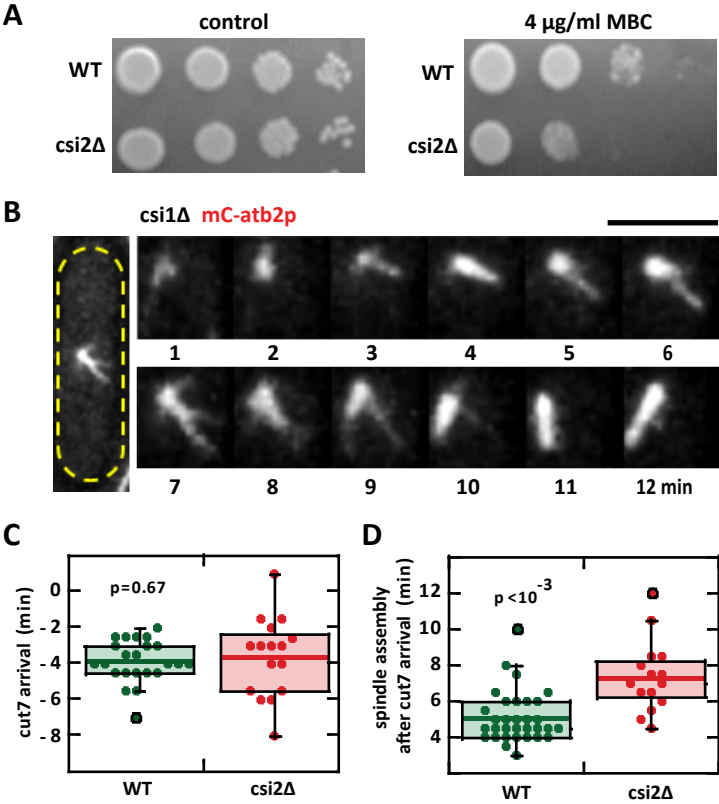 A
control
4 µg/ml MBC
WT
csi2Δ
WT
csi2Δ
B
csi1Δ mC-atb2p
1 2 3 4 5 6
7 8 9 10 11 12 min
C
cut7 arrival (min)
0
-2
-4
-6
-8
p=0.67
WT csi2Δ
D
spindle assembly
after cut7 arrival (min)
12
10
8
6
4
p <10⁻³
WT csi2Δ